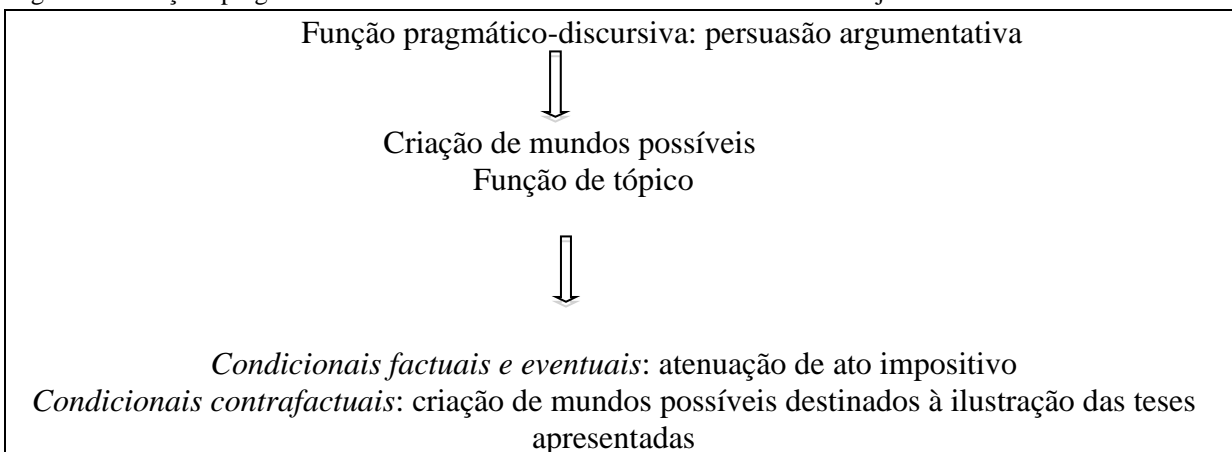 Função pragmático-discursiva: persuasão argumentativa
Criação de mundos possíveis
Função de tópico
Condicionais factuais e eventuais: atenuação de ato impositivo
Condicionais contrafactuais: criação de mundos possíveis destinados à ilustração das teses
apresentadas